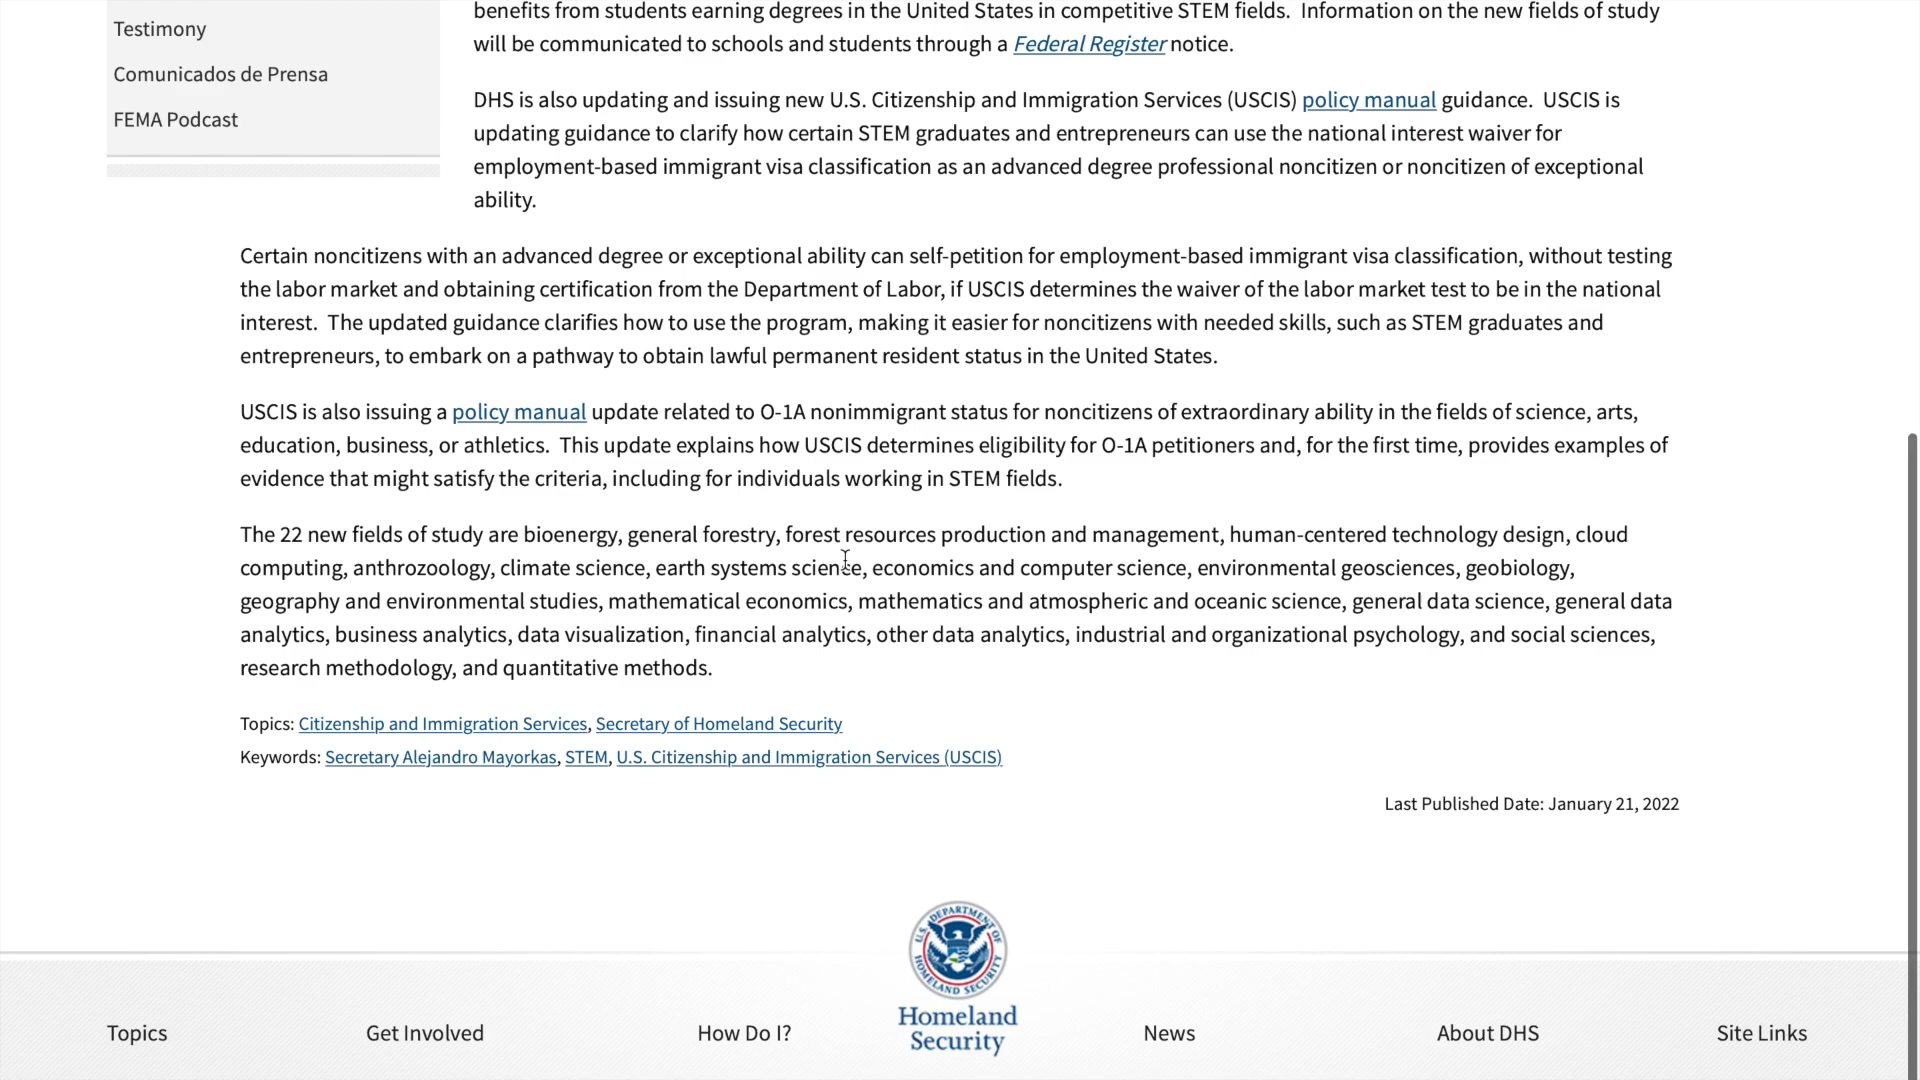 Testimony
Comunicados de Prensa
FEMA Podcast
benefits from students earning degrees in the United States in competitive STEM fields.  Information on the new fields of study
will be communicated to schools and students through a Federal Register notice.
DHS is also updating and issuing new U.S. Citizenship and Immigration Services (USCIS) policy manual guidance.  USCIS is
updating guidance to clarify how certain STEM graduates and entrepreneurs can use the national interest waiver for
employment-based immigrant visa classification as an advanced degree professional noncitizen or noncitizen of exceptional
ability.
Certain noncitizens with an advanced degree or exceptional ability can self-petition for employment-based immigrant visa classification, without testing
the labor market and obtaining certification from the Department of Labor, if USCIS determines the waiver of the labor market test to be in the national
interest.  The updated guidance clarifies how to use the program, making it easier for noncitizens with needed skills, such as STEM graduates and
entrepreneurs, to embark on a pathway to obtain lawful permanent resident status in the United States.
USCIS is also issuing a policy manual update related to O-1A nonimmigrant status for noncitizens of extraordinary ability in the fields of science, arts,
education, business, or athletics.  This update explains how USCIS determines eligibility for O-1A petitioners and, for the first time, provides examples of
evidence that might satisfy the criteria, including for individuals working in STEM fields.
The 22 new fields of study are bioenergy, general forestry, forest resources production and management, human-centered technology design, cloud
computing, anthrozoology, climate science, earth systems science, economics and computer science, environmental geosciences, geobiology,
geography and environmental studies, mathematical economics, mathematics and atmospheric and oceanic science, general data science, general data
analytics, business analytics, data visualization, financial analytics, other data analytics, industrial and organizational psychology, and social sciences,
research methodology, and quantitative methods.
Topics: Citizenship and Immigration Services, Secretary of Homeland Security
Keywords: Secretary Alejandro Mayorkas, STEM, U.S. Citizenship and Immigration Services (USCIS)
Last Published Date: January 21, 2022
U.S. DEPARTMENT OF
HOMELAND SECURITY
Homeland
Security
Topics
Get Involved
How Do I?
News
About DHS
Site Links